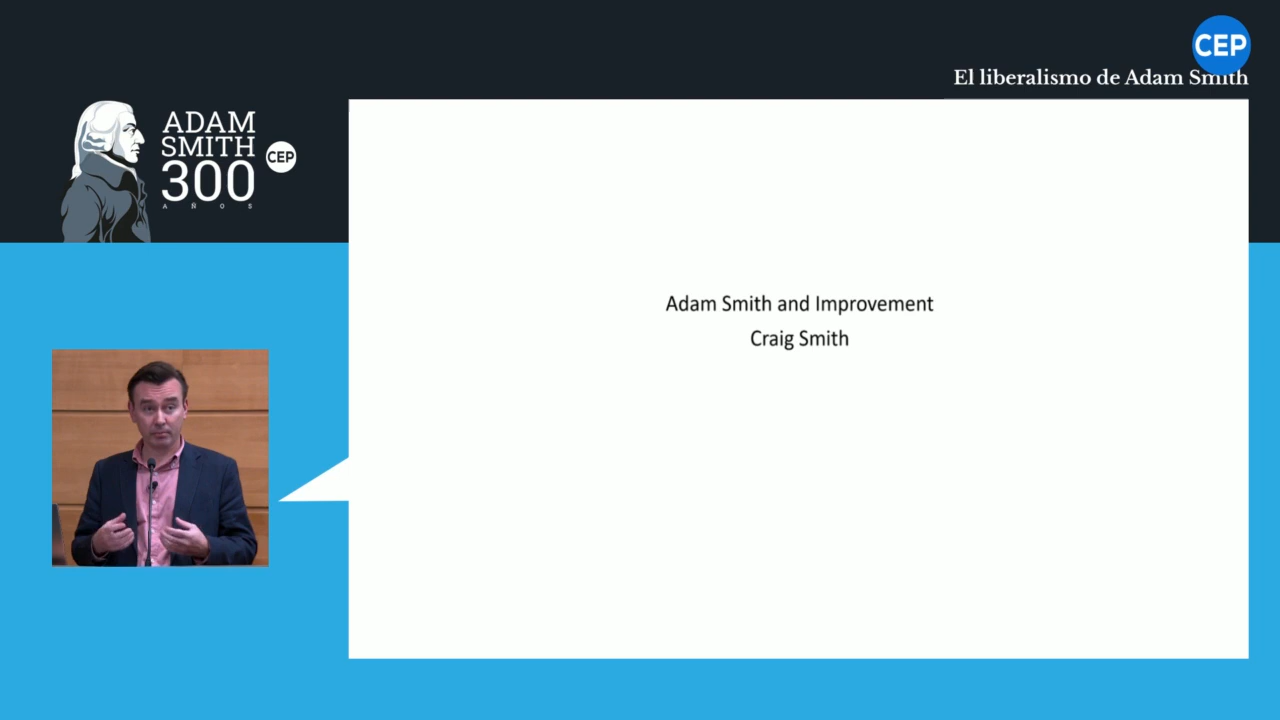 CEP
El liberalismo de Adam Smith
ADAM
SMITH
300
AÑOS
CEP
Adam Smith and Improvement
Craig Smith